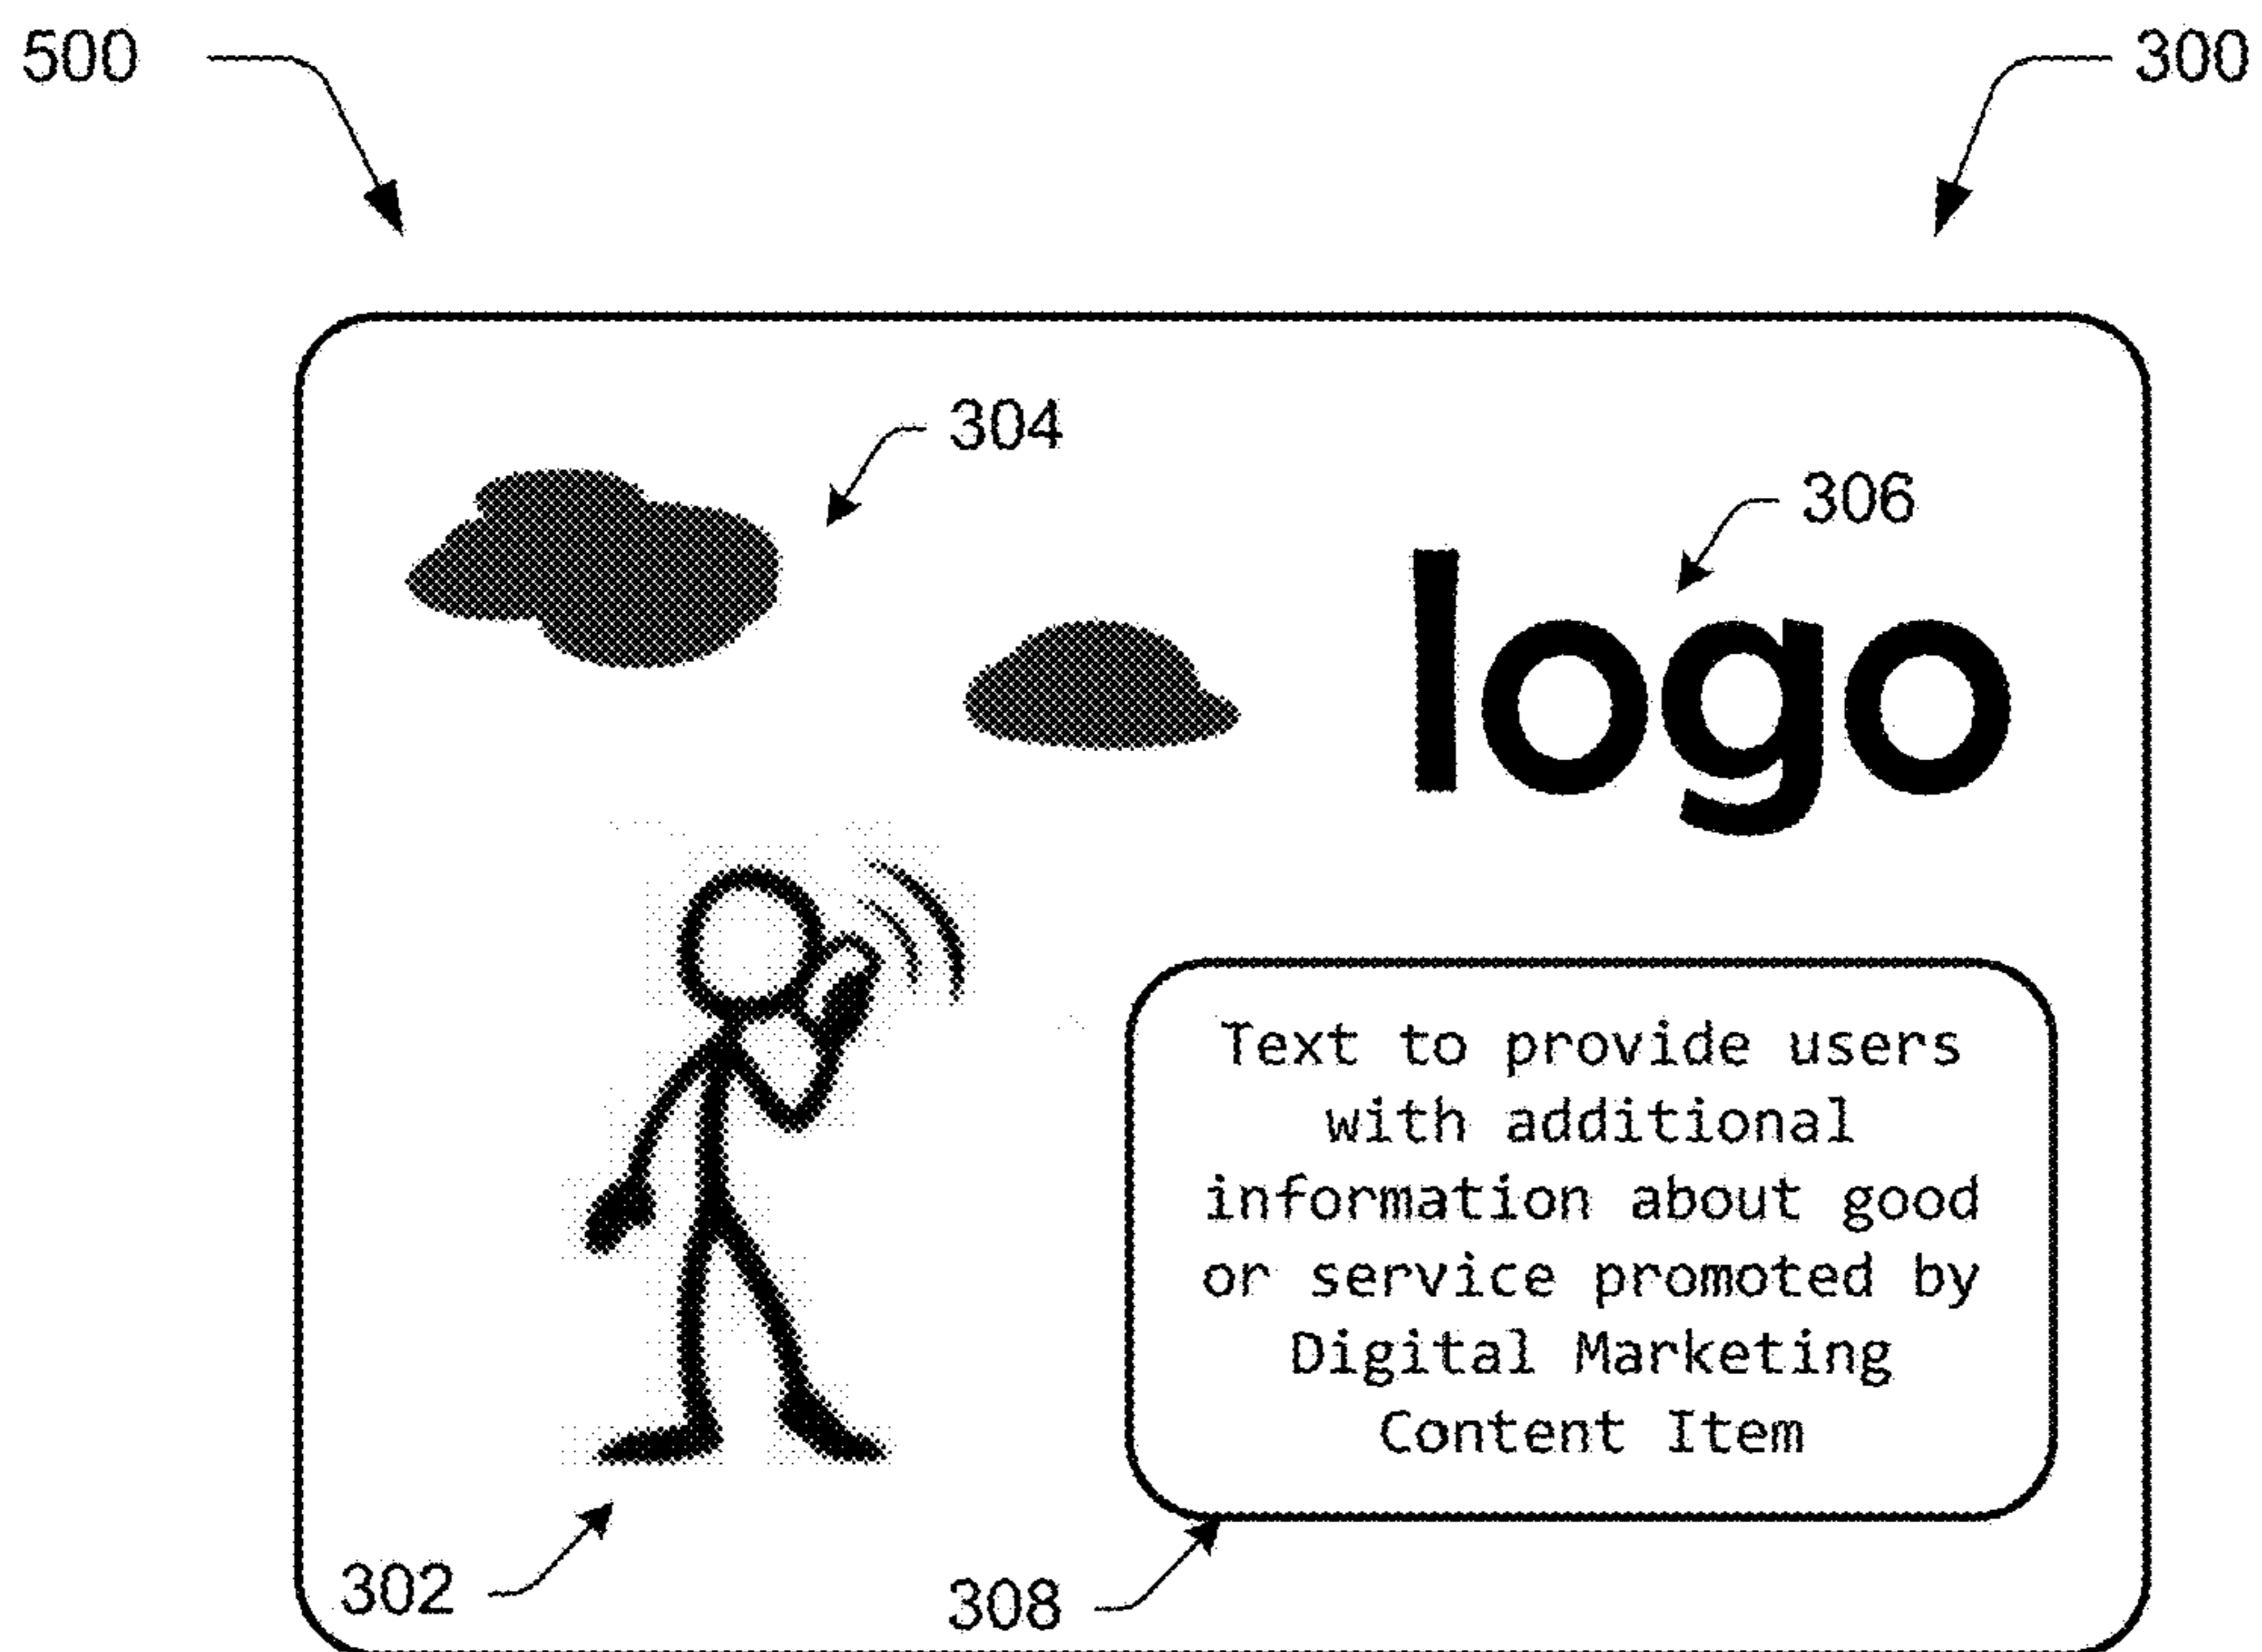 500
300
304
306
logo
Text to provide users
with additional
information about good
or service promoted by
Digital Marketing
Content Item
302
308